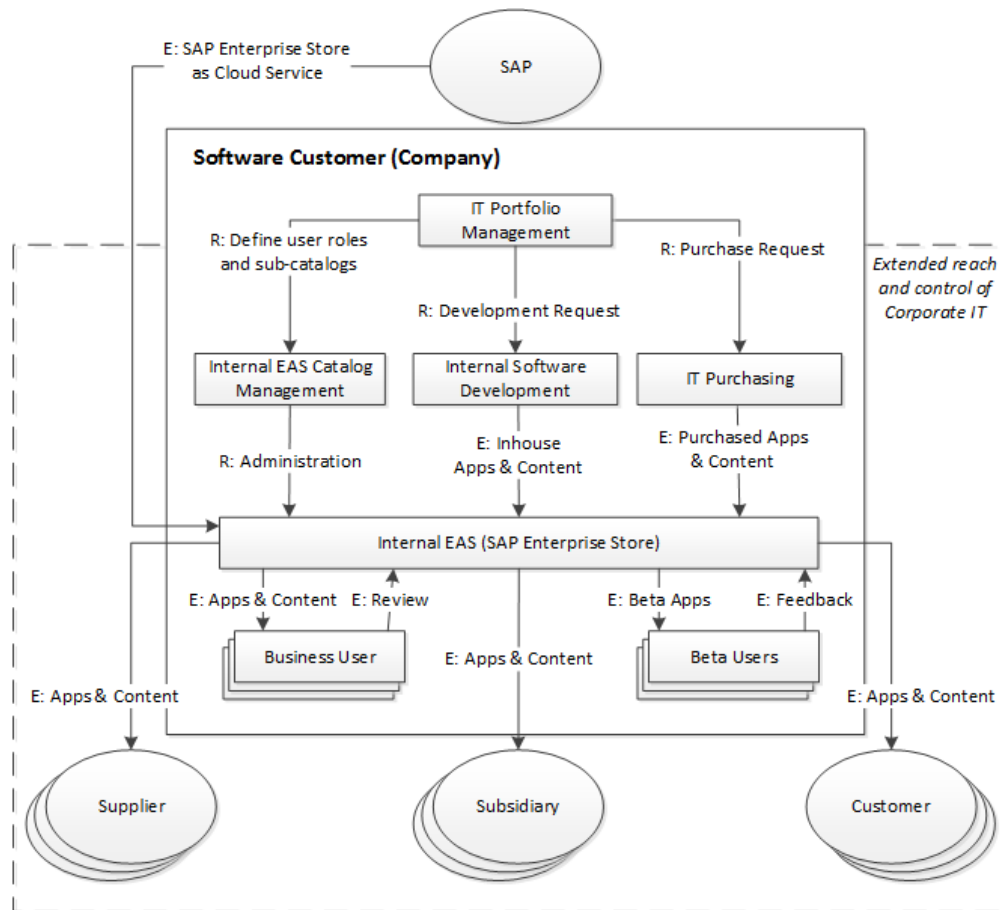 E: SAP Enterprise Store
as Cloud Service
SAP
Software Customer (Company)
IT Portfolio
Management
R: Define user roles
and sub-catalogs
R: Purchase Request
Extended reach
and control of
Corporate IT
R: Development Request
Internal EAS Catalog
Management
Internal Software
Development
IT Purchasing
R: Administration
E: Inhouse
Apps & Content
E: Purchased Apps
& Content
Internal EAS (SAP Enterprise Store)
E: Apps & Content
E: Review
E: Beta Apps
E: Feedback
Business User
E: Apps & Content
Beta Users
E: Apps & Content
E: Apps & Content
Supplier
Subsidiary
Customer